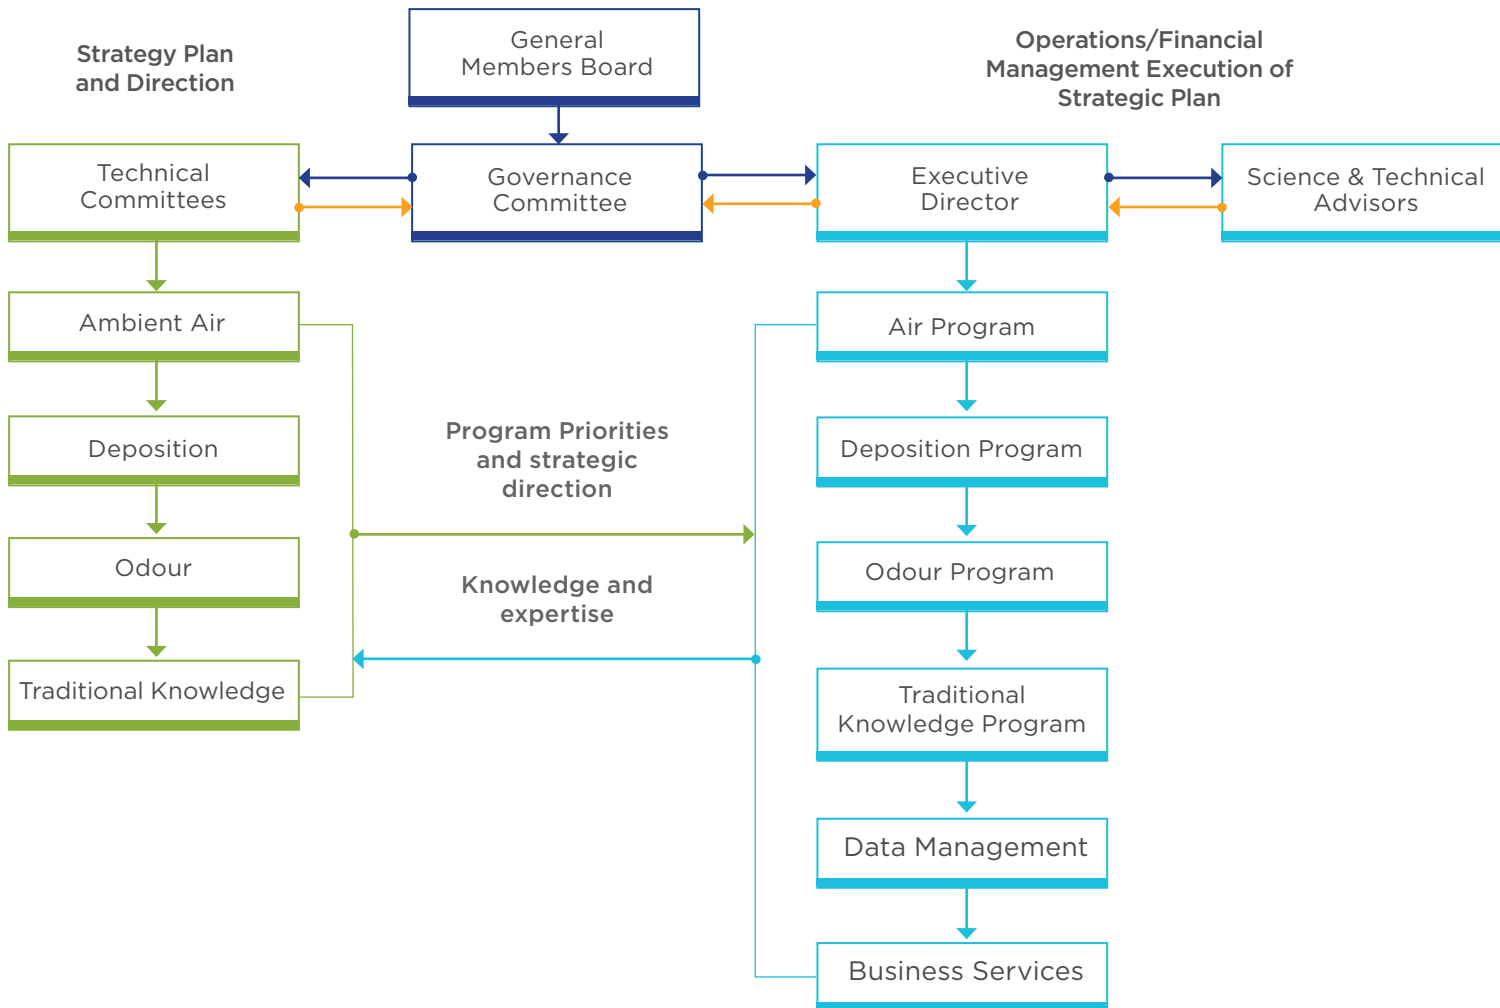 Strategy Plan
and Direction
General
Members Board
Operations/Financial
Management Execution of
Strategic Plan
Technical
Committees
Governance
Committee
Executive
Director
Science & Technical
Advisors
Ambient Air
Air Program
Deposition
Program Priorities
and strategic
direction
Deposition Program
Odour
Knowledge and
expertise
Odour Program
Traditional Knowledge
Traditional
Knowledge Program
Data Management
Business Services